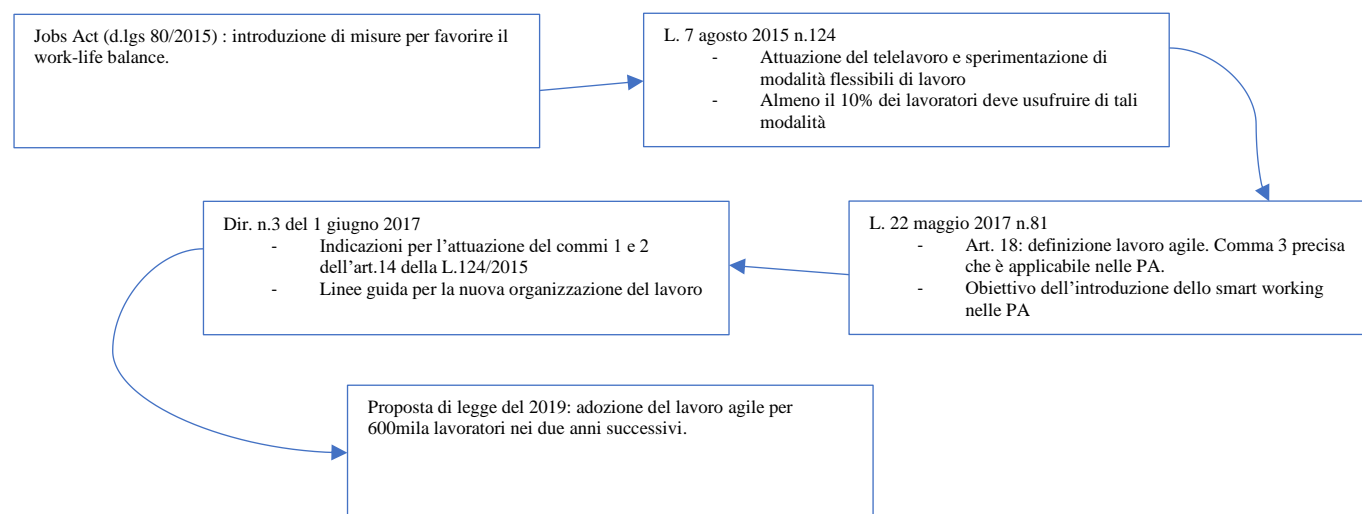 Jobs Act (d.lgs 80/2015) : introduzione di misure per favorire il
work-life balance.
L. 7 agosto 2015 n.124
- Attuazione del telelavoro e sperimentazione di
modalità flessibili di lavoro
- Almeno il 10% dei lavoratori deve usufruire di tali
modalità
L. 22 maggio 2017 n.81
- Art. 18: definizione lavoro agile. Comma 3 precisa
che è applicabile nelle PA.
- Obiettivo dell’introduzione dello smart working
nelle PA
Dir. n.3 del 1 giugno 2017
- Indicazioni per l’attuazione del commi 1 e 2
dell’art.14 della L.124/2015
- Linee guida per la nuova organizzazione del lavoro
Proposta di legge del 2019: adozione del lavoro agile per
600mila lavoratori nei due anni successivi.